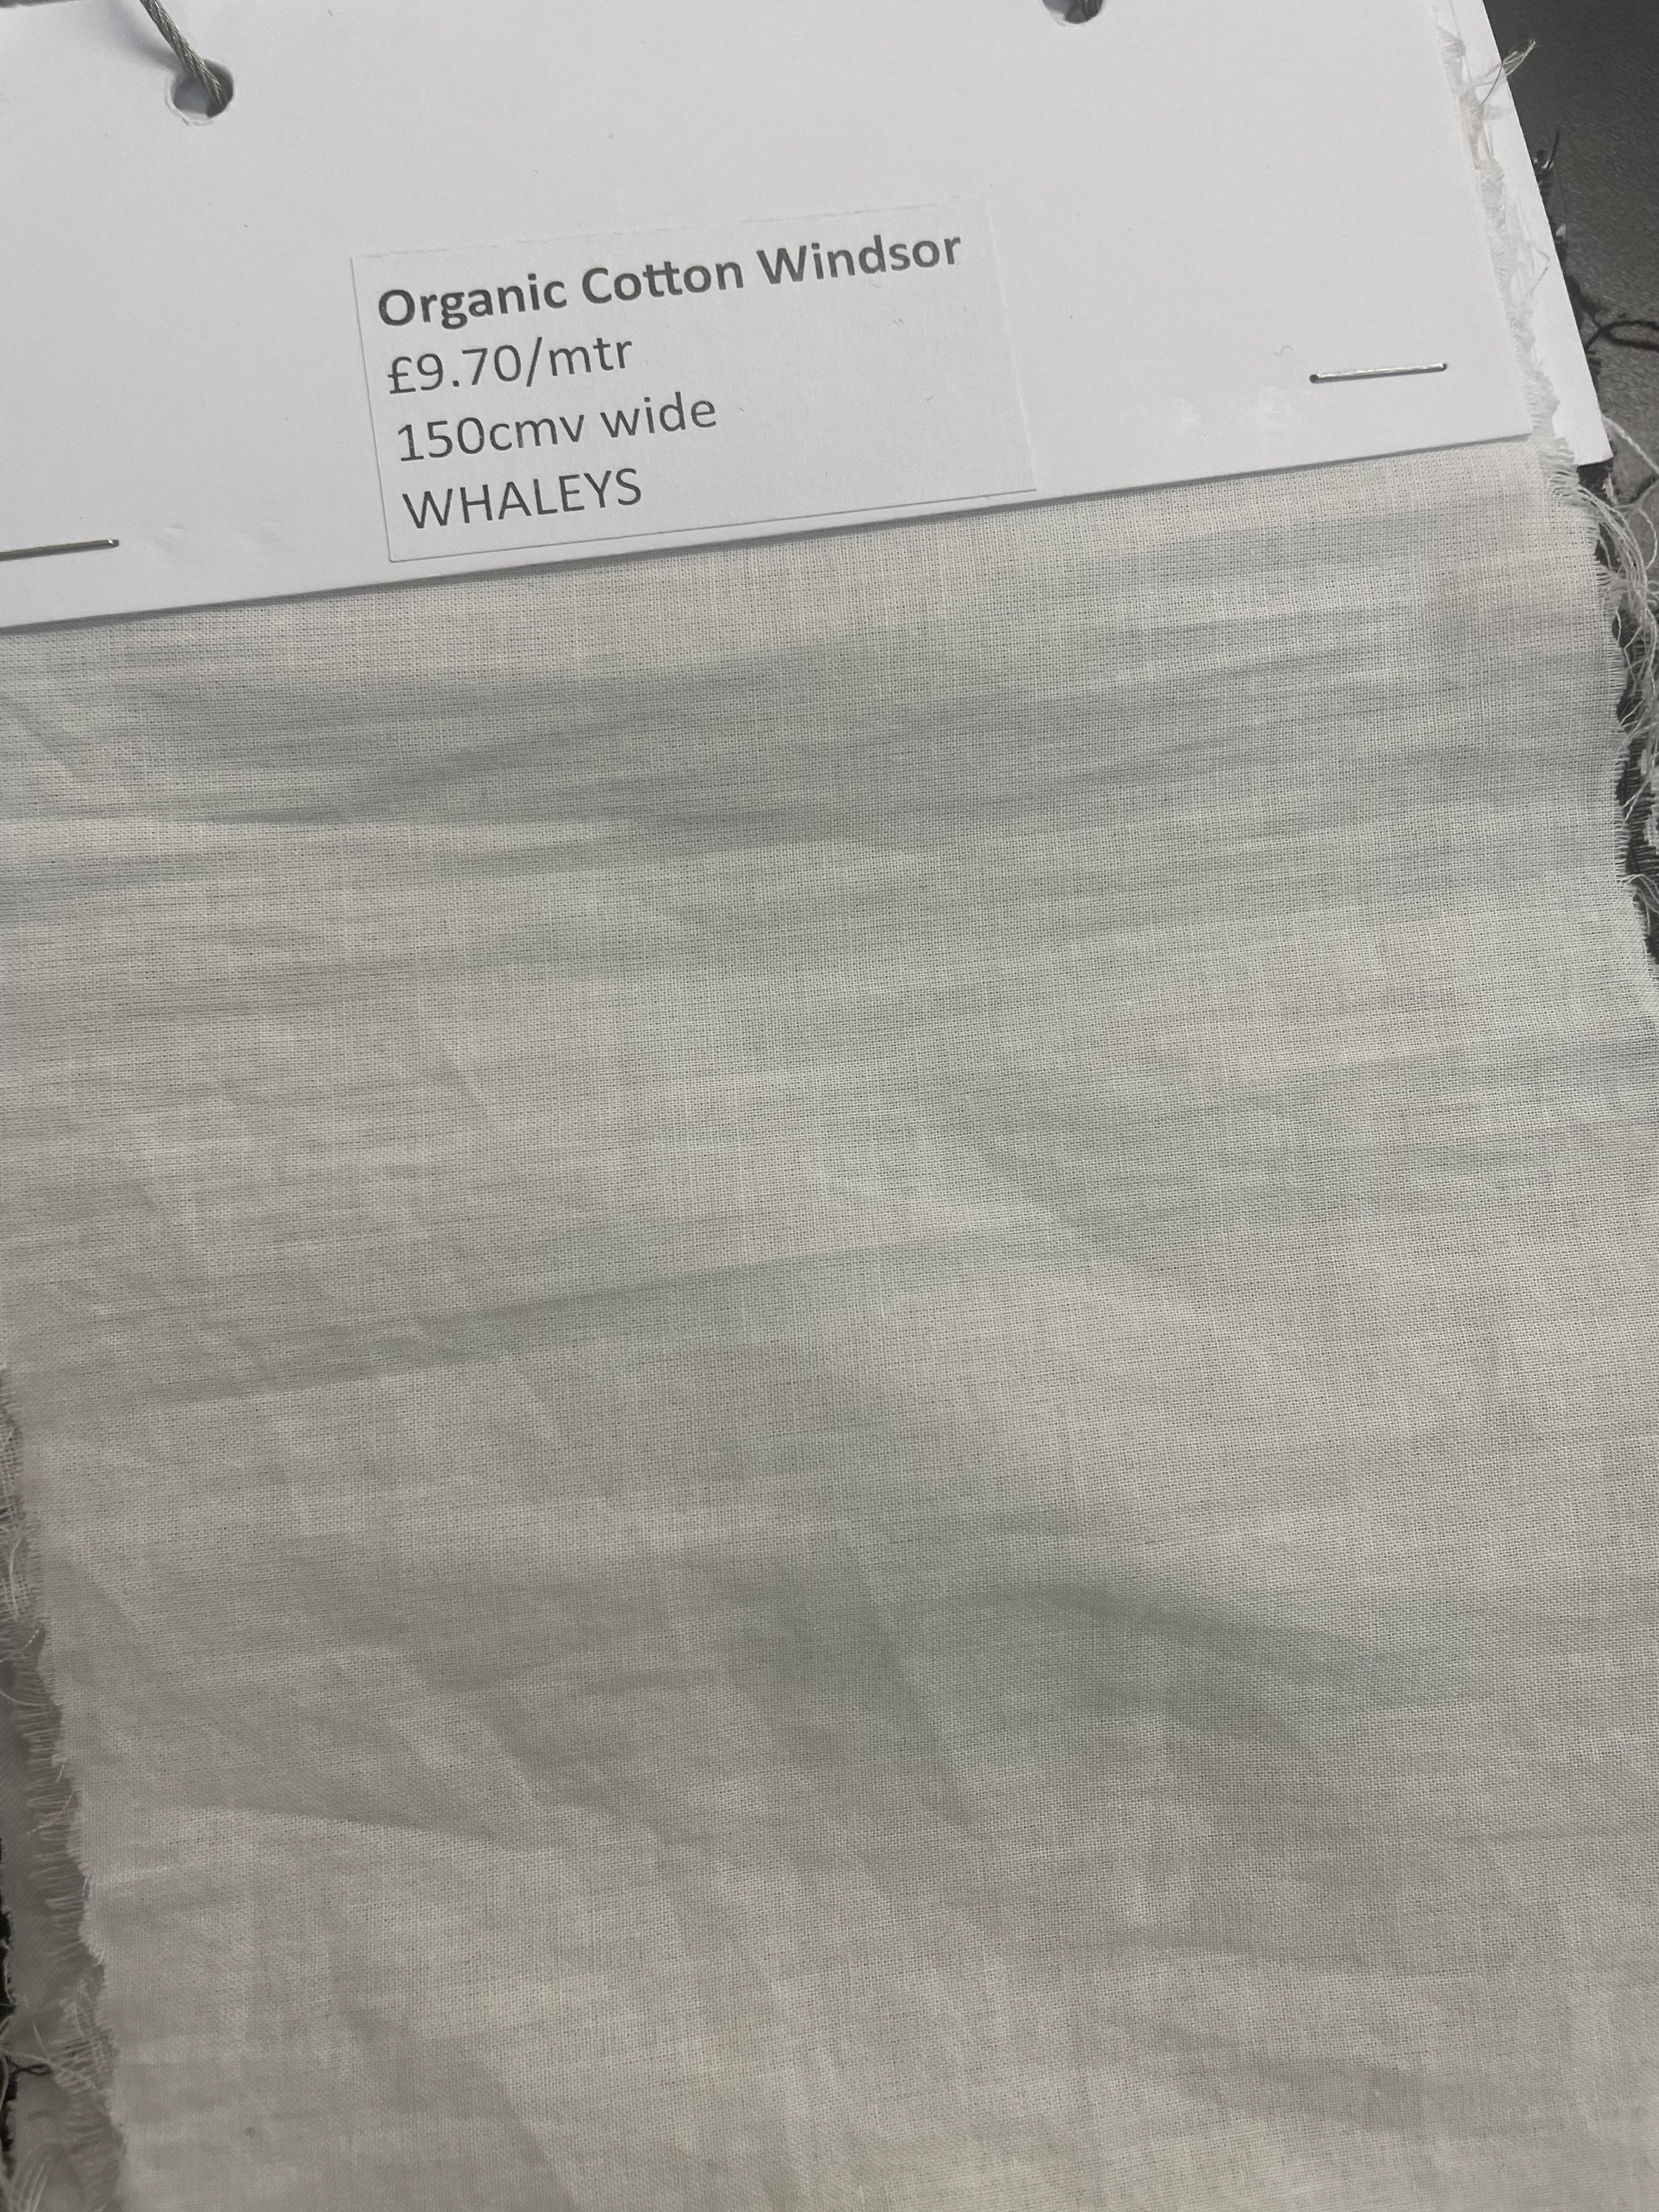 Organic Cotton Windsor
£9.70/mtr
150cmv wide
WHALEYS